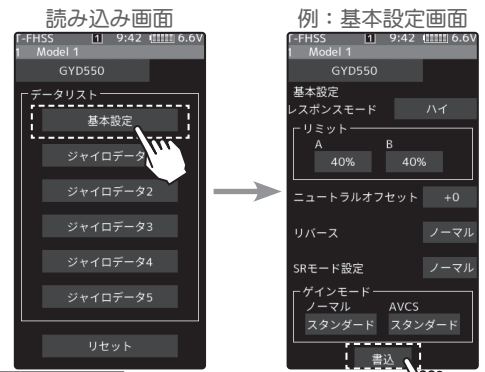 読み込み画面
T-FHSS 1 9:42 6.6V
1 Model 1
GYD550
データリスト
基本設定
ジャイロデータ
ジャイロデータ2
ジャイロデータ3
ジャイロデータ4
ジャイロデータ5
リセット
例：基本設定画面
T-FHSS 1 9:42 6.6V
1 Model 1
GYD550
基本設定
レスポンスモード ハイ
リミット
A B
40% 40%
ニュートラルオフセット +0
リバース ノーマル
SRモード設定 ノーマル
ゲインモード
ノーマル AVCS
スタンダード スタンダード
書込